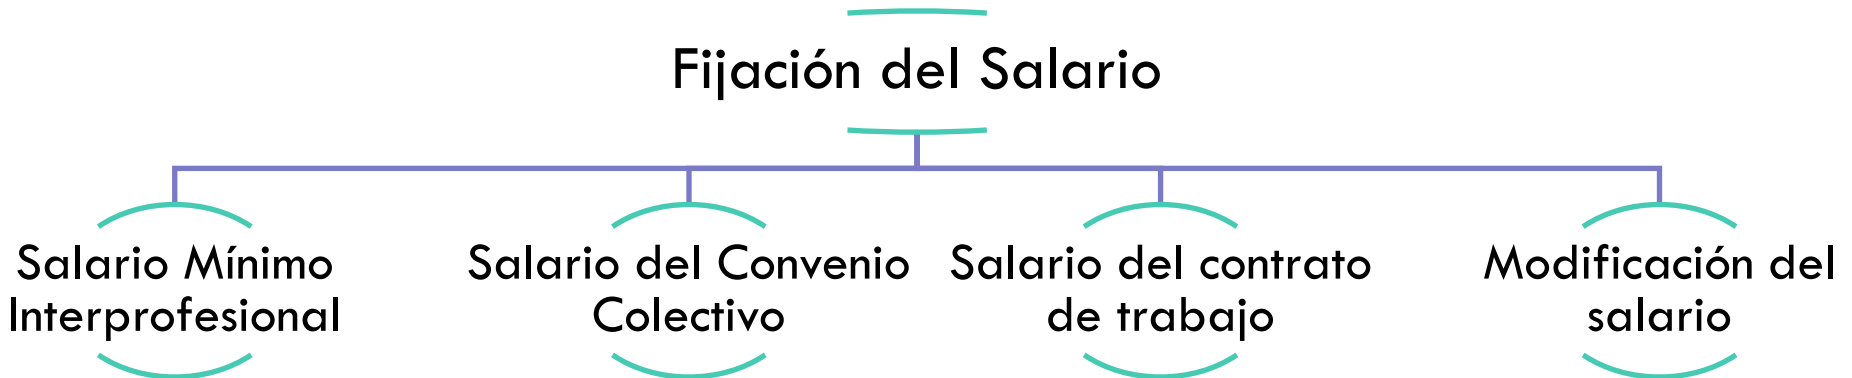 Fijación del Salario
Salario Mínimo
Interprofesional
Salario del Convenio
Colectivo
Salario del contrato
de trabajo
Modificación del
salario